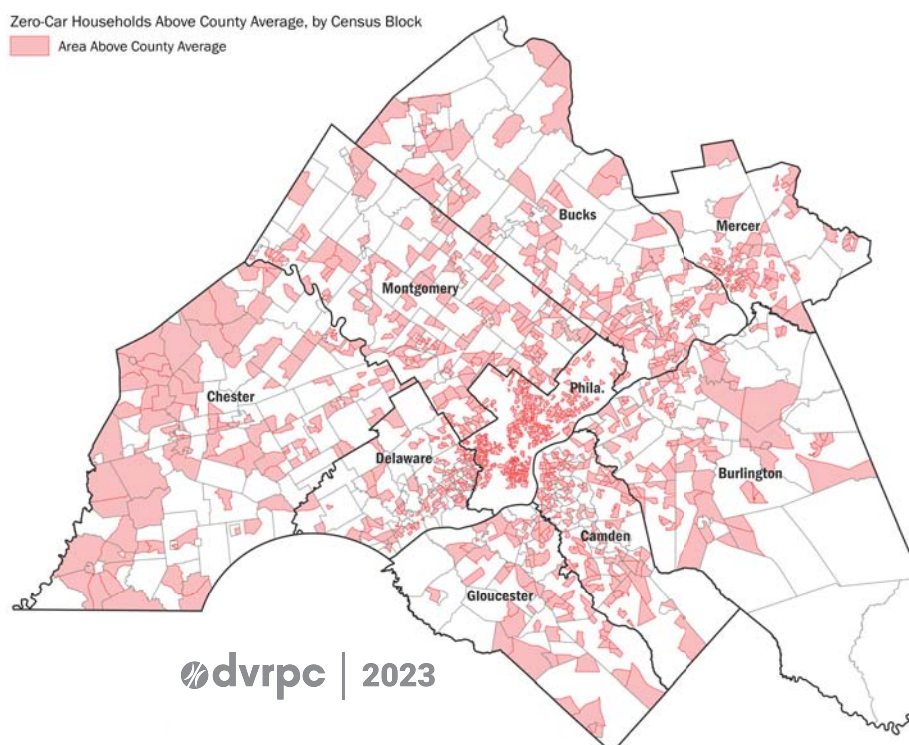 Zero-Car Households Above County Average, by Census Block
Area Above County Average
Bucks
Mercer
Montgomery
Phila.
Chester
Delaware
Burlington
Camden
Gloucester
dvrpc | 2023